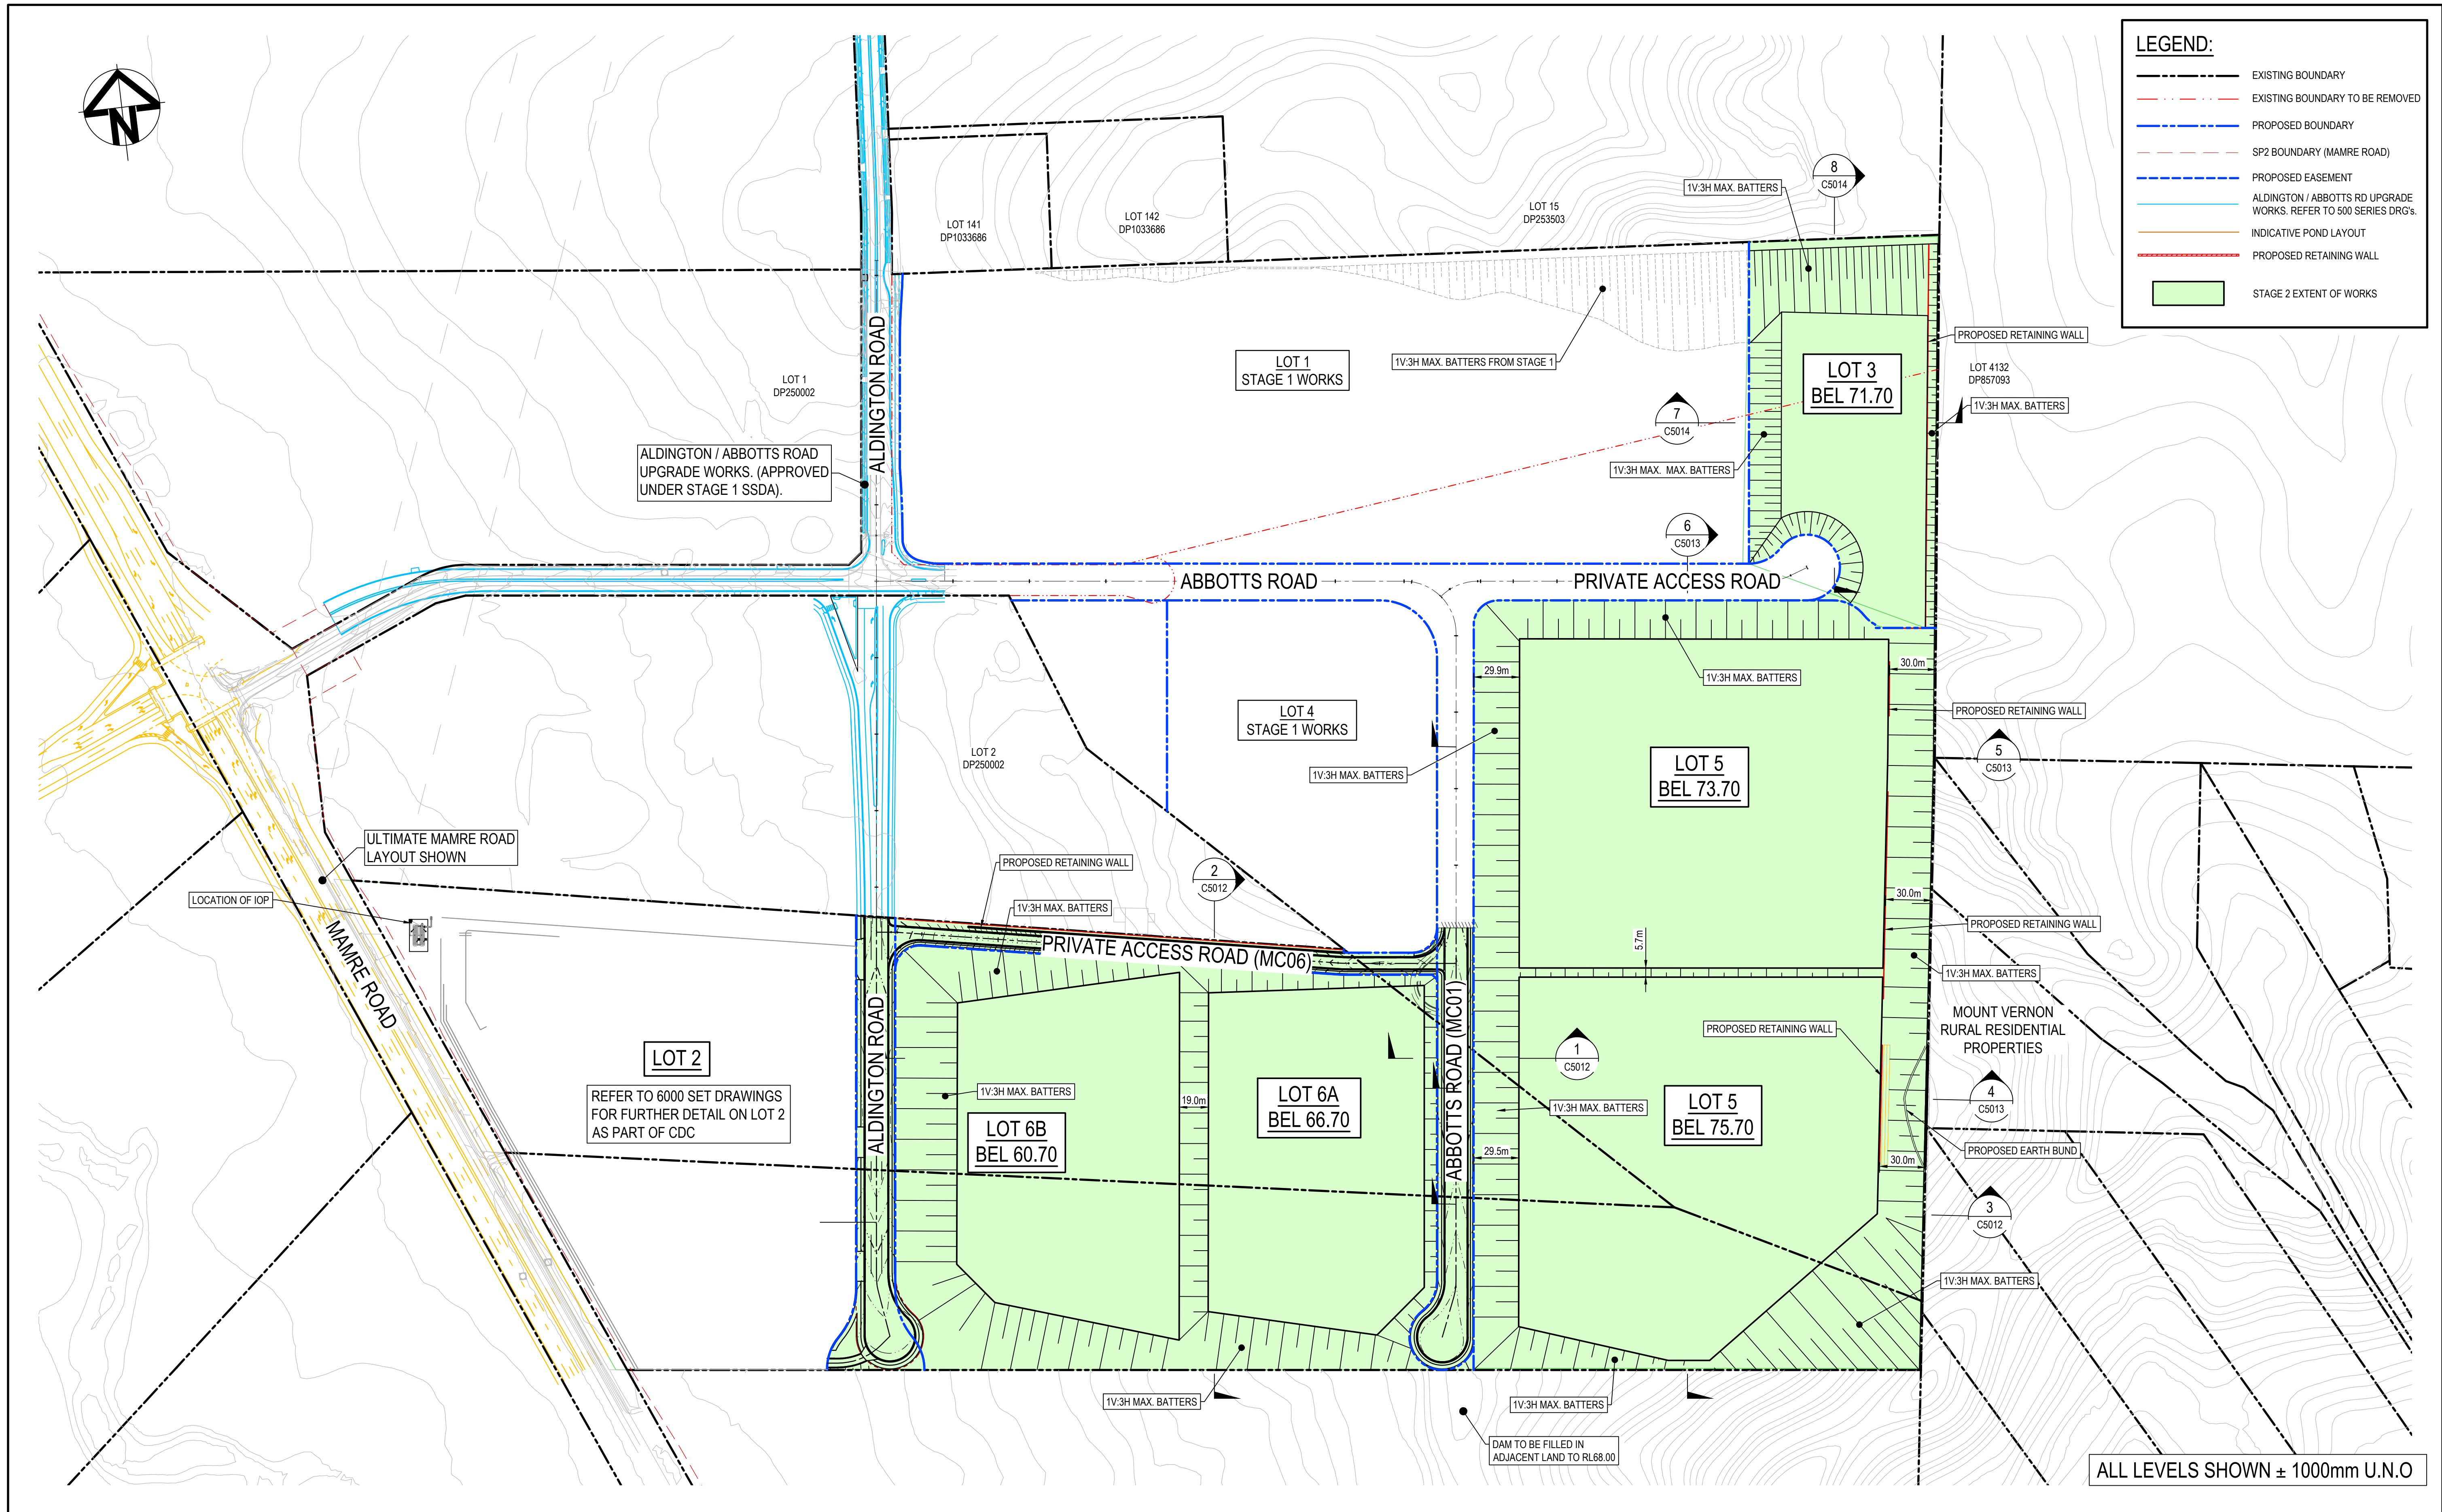 LEGEND:
EXISTING BOUNDARY
EXISTING BOUNDARY TO BE REMOVED
PROPOSED BOUNDARY
SP2 BOUNDARY (MAMRE ROAD)
PROPOSED EASEMENT
ALDINGTON / ABBOTTS RD UPGRADE
WORKS. REFER TO 500 SERIES DRG's.
INDICATIVE POND LAYOUT
PROPOSED RETAINING WALL
STAGE 2 EXTENT OF WORKS
N
8
C5014
1V:3H MAX. BATTERS
LOT 141
DP1033686
LOT 142
DP1033686
LOT 15
DP253503
PROPOSED RETAINING WALL
LOT 4132
DP857093
1V:3H MAX. BATTERS
LOT 1
STAGE 1 WORKS
1V:3H MAX. BATTERS FROM STAGE 1
LOT 3
BEL 71.70
LOT 1
DP250002
ALDINGTON ROAD
7
C5014
1V:3H MAX. MAX. BATTERS
ALDINGTON / ABBOTTS ROAD
UPGRADE WORKS. (APPROVED
UNDER STAGE 1 SSDA).
6
C5013
ABBOTTS ROAD
PRIVATE ACCESS ROAD
29.9m
30.0m
1V:3H MAX. BATTERS
PROPOSED RETAINING WALL
LOT 4
STAGE 1 WORKS
LOT 2
DP250002
1V:3H MAX. BATTERS
LOT 5
BEL 73.70
5
C5013
ULTIMATE MAMRE ROAD
LAYOUT SHOWN
LOCATION OF IOP
MAMRE ROAD
PROPOSED RETAINING WALL
2
C5012
1V:3H MAX. BATTERS
PRIVATE ACCESS ROAD (MC06)
30.0m
PROPOSED RETAINING WALL
5.7m
1V:3H MAX. BATTERS
MOUNT VERNON
RURAL RESIDENTIAL
PROPERTIES
PROPOSED RETAINING WALL
LOT 2
REFER TO 6000 SET DRAWINGS
FOR FURTHER DETAIL ON LOT 2
AS PART OF CDC
ALDINGTON ROAD
1V:3H MAX. BATTERS
LOT 6B
BEL 60.70
19.0m
LOT 6A
BEL 66.70
ABBOTTS ROAD (MC01)
1
C5012
1V:3H MAX. BATTERS
29.5m
LOT 5
BEL 75.70
4
C5013
PROPOSED EARTH BUND
30.0m
3
C5012
1V:3H MAX. BATTERS
1V:3H MAX. BATTERS
1V:3H MAX. BATTERS
DAM TO BE FILLED IN
ADJACENT LAND TO RL68.00
ALL LEVELS SHOWN ± 1000mm U.N.O